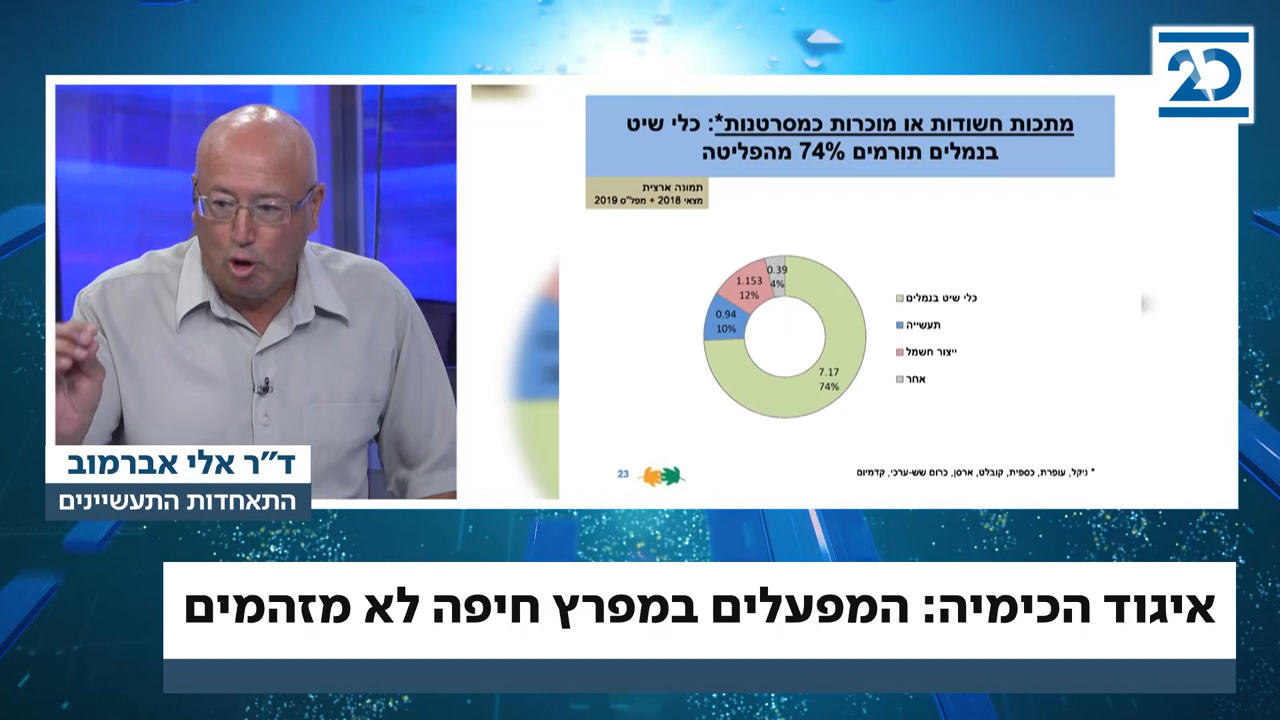 20
מתכות חשודות או מוכרות כמסרטנות*: כלי שיט
בנמלים תורמים 74% מהפליטה
תמונה ארצית
מצאי 2018 + מפל"ס 2019
0.39
4%
1.153
12%
0.94
10%
7.17
74%
כלי שיט בנמלים
תעשייה
ייצור חשמל
אחר
* ניקל, עופרת, כספית, קובלט, ארסן, כרום שש-ערכי, קדמיום
23
ד"ר אלי אברמוב
התאחדות התעשיינים
איגוד הכימיה: המפעלים במפרץ חיפה לא מזהמים